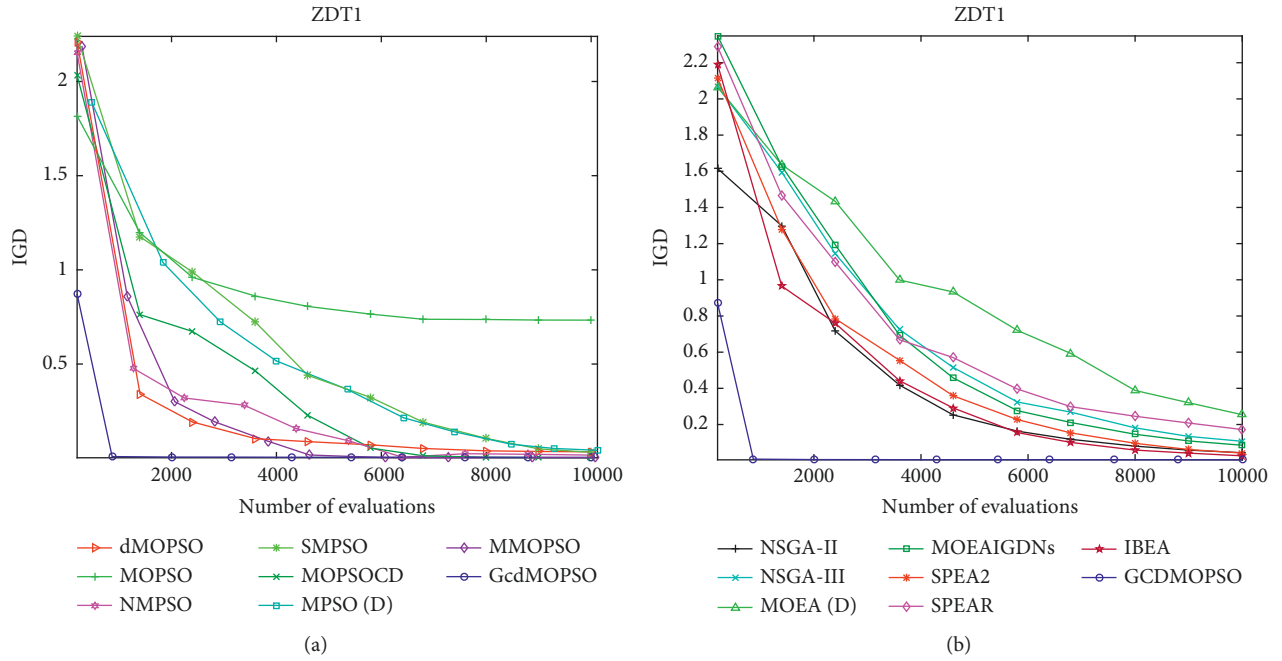 ZDT1
2
1.5
1
0.5
IGD
2000 4000 6000 8000 10000
Number of evaluations
dMOPSO
MOPSO
NMPSO
SMPSO
MOPSOCD
MPSO (D)
MMOPSO
GcdMOPSO
(a)
ZDT1
2.2
2
1.8
1.6
1.4
1.2
1
0.8
0.6
0.4
0.2
IGD
2000 4000 6000 8000 10000
Number of evaluations
NSGA-II
NSGA-III
MOEA (D)
MOEAIGDNs
SPEA2
SPEAR
IBEA
GCDMOPSO
(b)